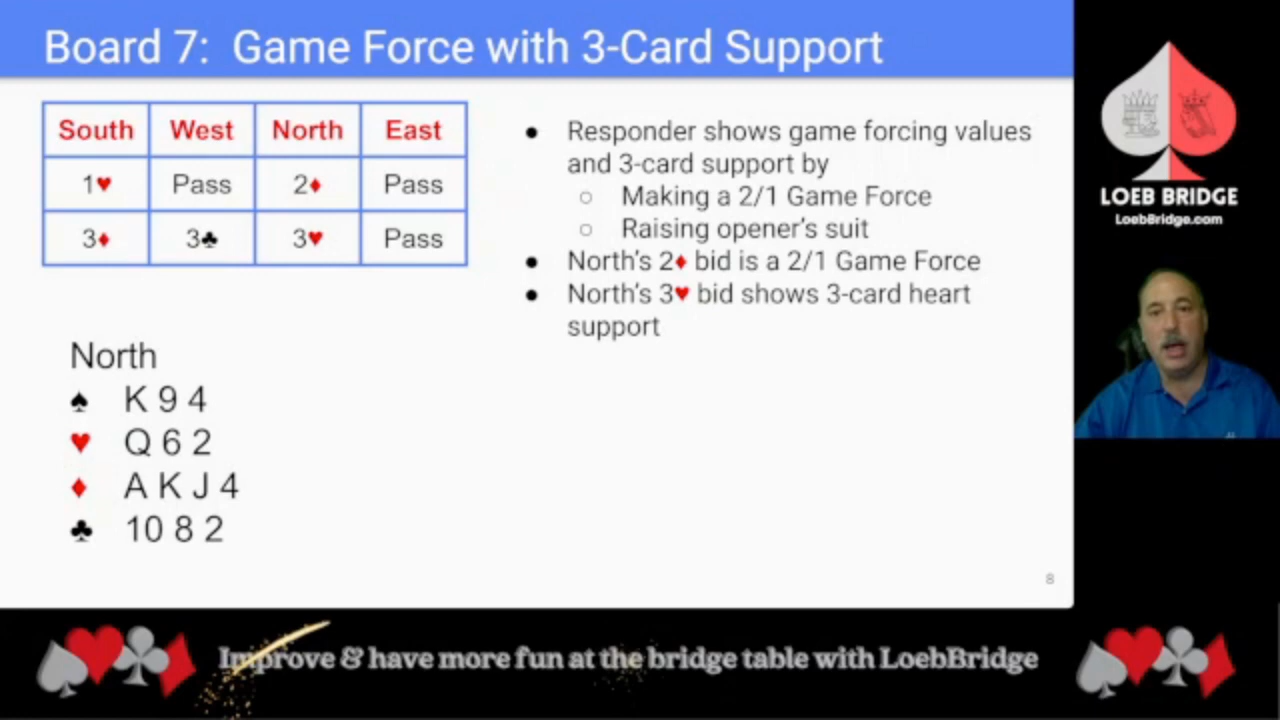 Board 7: Game Force with 3-Card Support
South West North East
1♥ Pass 2♦ Pass
3♦ 3♣ 3♥ Pass
● Responder shows game forcing values
and 3-card support by
○ Making a 2/1 Game Force
○ Raising opener's suit
● North's 2♦ bid is a 2/1 Game Force
● North's 3♥ bid shows 3-card heart
support
North
♠ K 9 4
♥ Q 6 2
♦ A K J 4
♣ 10 8 2
8
LOEB BRIDGE
LoebBridge.com
Improve & have more fun at the bridge table with LoebBridge